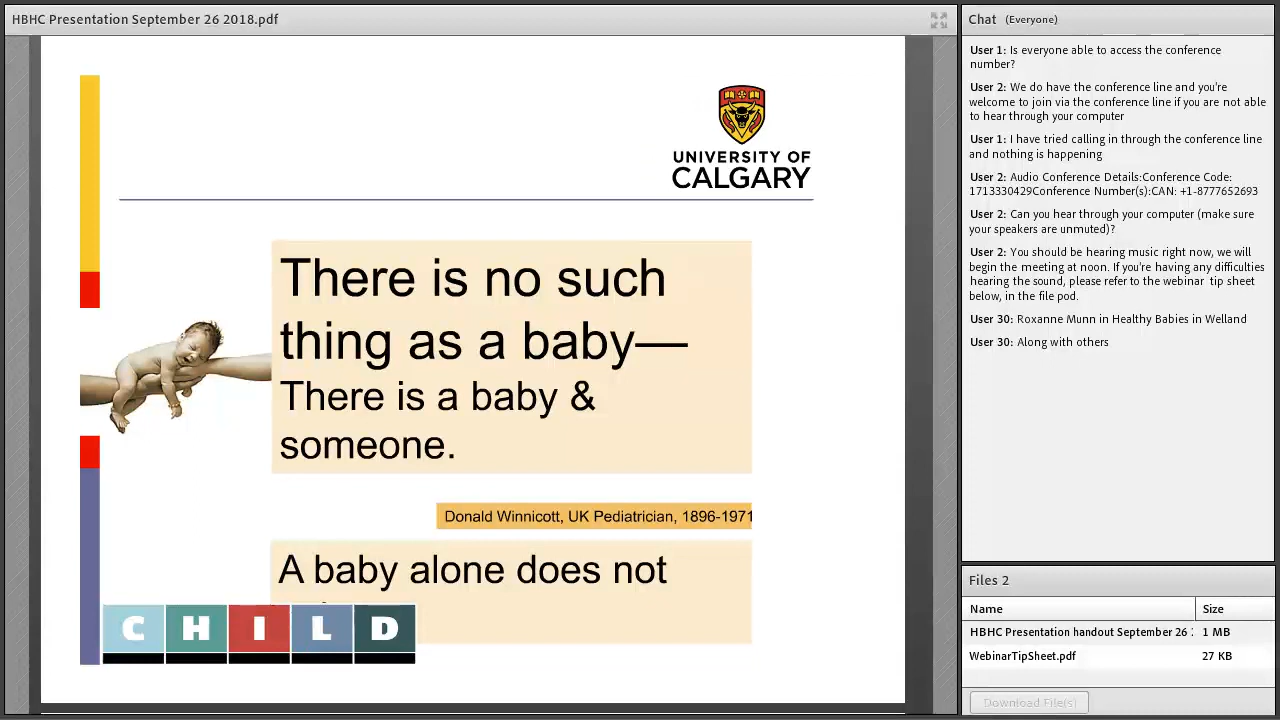 HBHC Presentation September 26 2018.pdf
UNIVERSITY OF
CALGARY
There is no such
thing as a baby—
There is a baby &
someone.
Donald Winnicott, UK Pediatrician, 1896-1971
A baby alone does not
C H I L D
Chat (Everyone)
User 1: Is everyone able to access the conference
number?
User 2: We do have the conference line and you're
welcome to join via the conference line if you are not able
to hear through your computer
User 1: I have tried calling in through the conference line
and nothing is happening
User 2: Audio Conference Details:Conference Code:
1713330429Conference Number(s):CAN: +1-8777652693
User 2: Can you hear through your computer (make sure
your speakers are unmuted)?
User 2: You should be hearing music right now, we will
begin the meeting at noon. If you're having any difficulties
hearing the sound, please refer to the webinar tip sheet
below, in the file pod.
User 30: Roxanne Munn in Healthy Babies in Welland
User 30: Along with others
Files 2
Name Size
HBHC Presentation handout September 26 1 MB
WebinarTipSheet.pdf 27 KB
Download File(s)